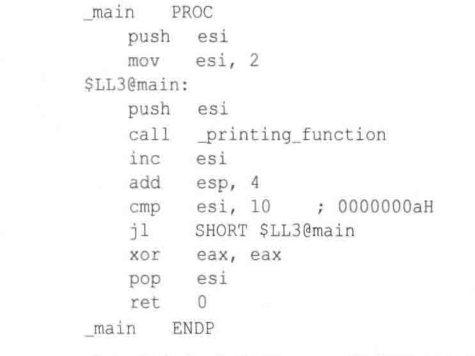 _main PROC
push esi
mov esi, 2
$LL3@main:
push esi
call _printing_function
inc esi
add esp, 4
cmp esi, 10 ; 0000000aH
jl SHORT $LL3@main
xor eax, eax
pop esi
ret 0
_main ENDP